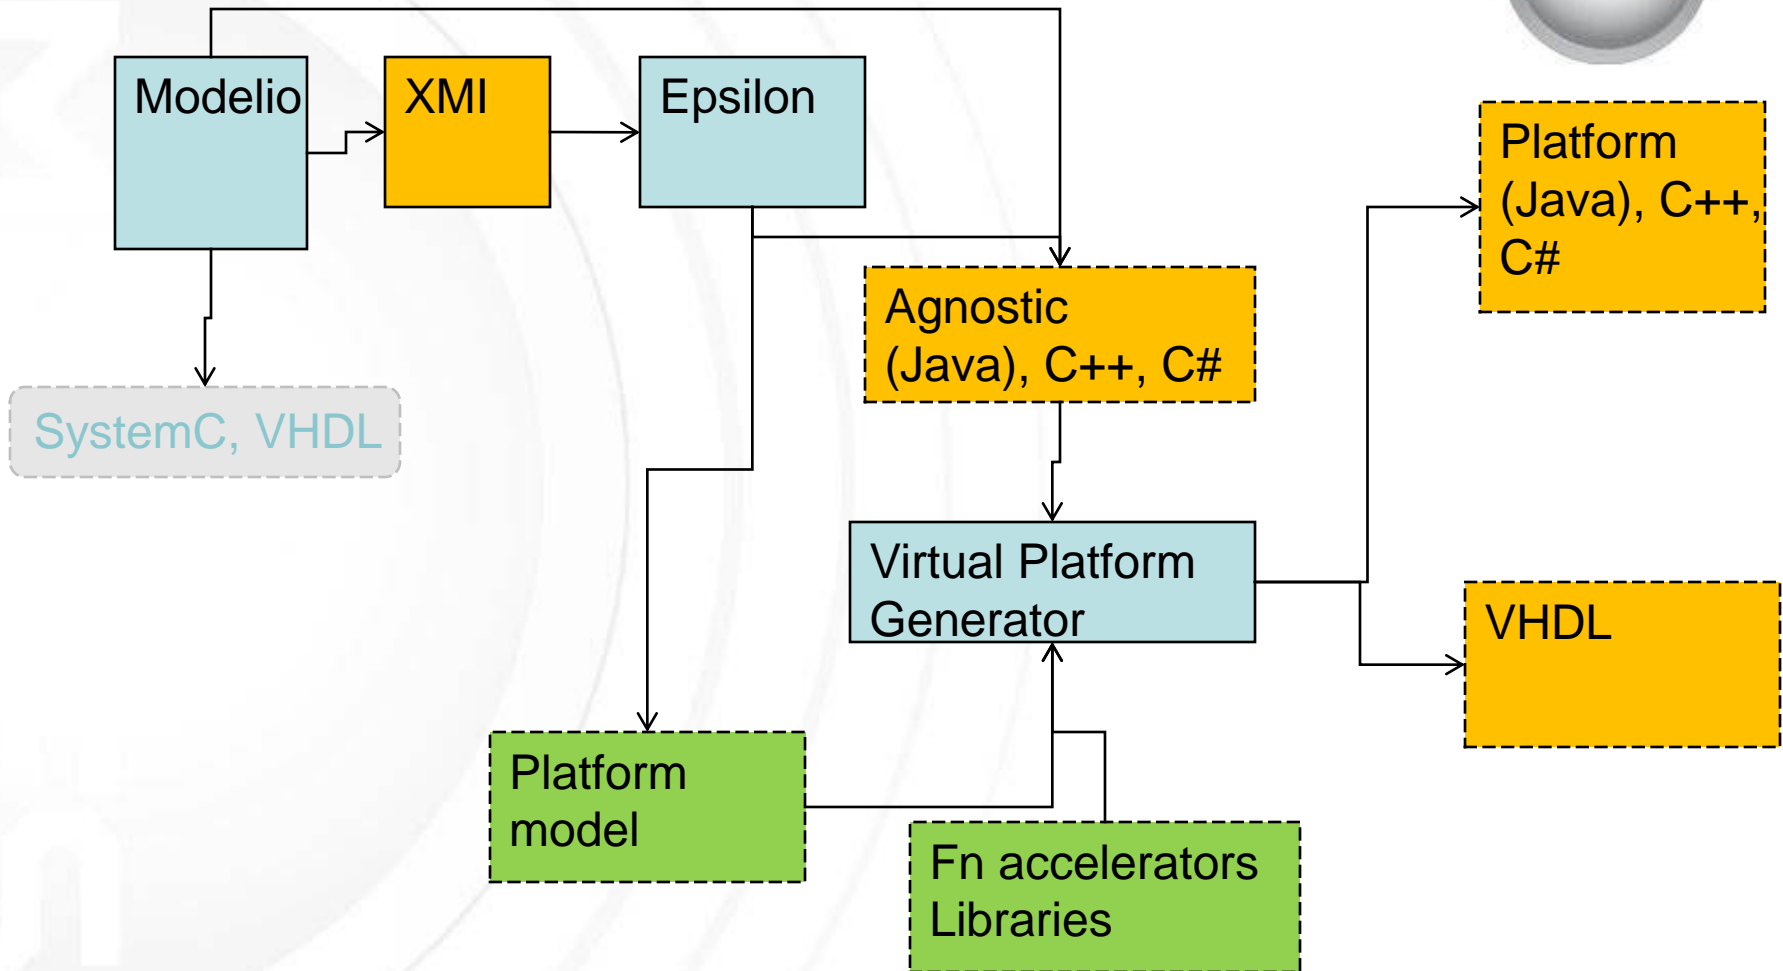 Modelio
XMI
Epsilon
Platform
(Java), C++,
C#
Agnostic
(Java), C++, C#
SystemC, VHDL
Virtual Platform
Generator
VHDL
Platform
model
Fn accelerators
Libraries